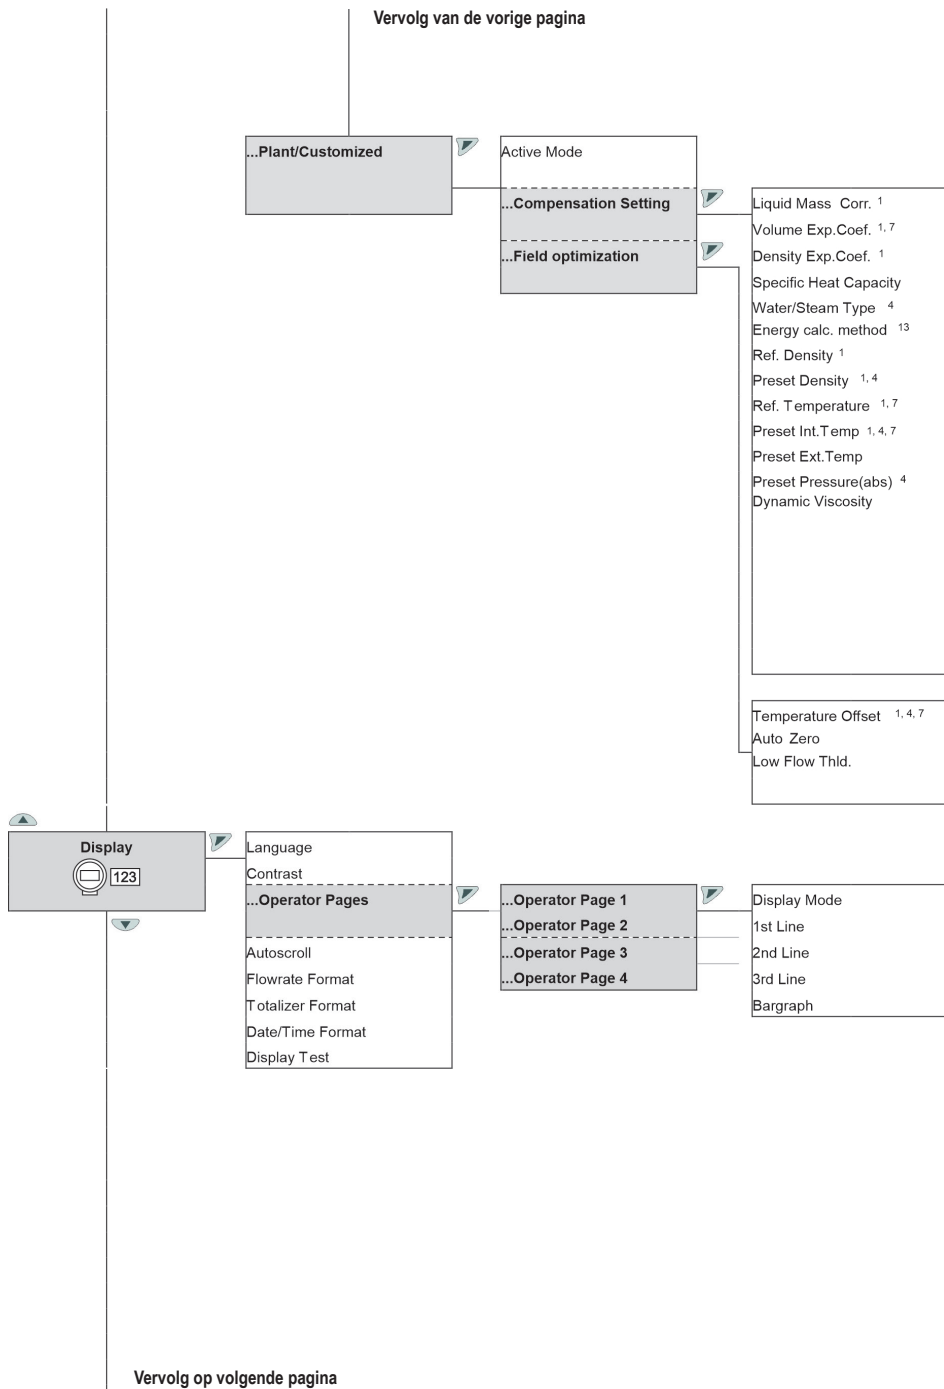 Vervolg van de vorige pagina
...Plant/Customized
Active Mode
...Compensation Setting
...Field optimization
Liquid Mass Corr. 1
Volume Exp.Coef. 1, 7
Density Exp.Coef. 1
Specific Heat Capacity
Water/Steam Type 4
Energy calc. method 13
Ref. Density 1
Preset Density 1, 4
Ref. Temperature 1, 7
Preset Int.Temp 1, 4, 7
Preset Ext.Temp
Preset Pressure(abs) 4
Dynamic Viscosity
Temperature Offset 1, 4, 7
Auto Zero
Low Flow Thld.
Display
123
Language
Contrast
...Operator Pages
Autoscroll
Flowrate Format
Totalizer Format
Date/Time Format
Display Test
...Operator Page 1
...Operator Page 2
...Operator Page 3
...Operator Page 4
Display Mode
1st Line
2nd Line
3rd Line
Bargraph
Vervolg op volgende pagina